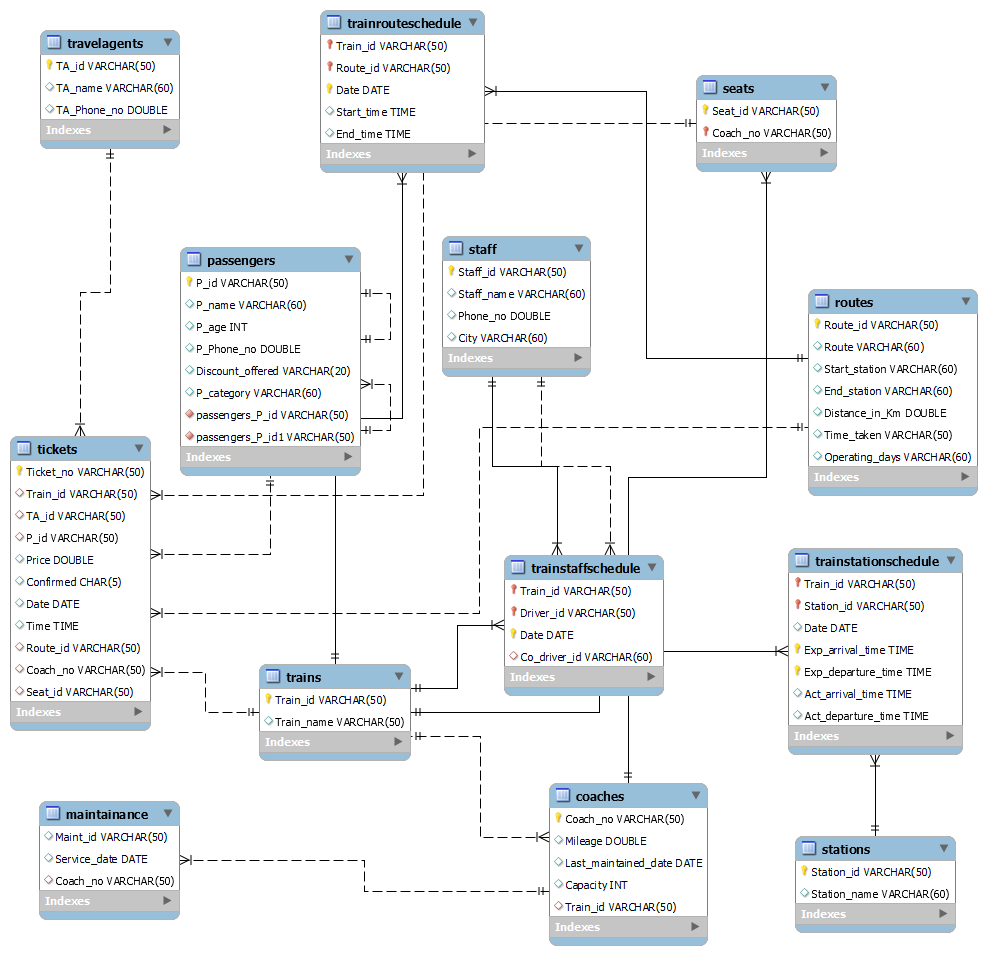 travelagents
TA_id VARCHAR(50)
TA_name VARCHAR(60)
TA_Phone_no DOUBLE
Indexes
trainrouteschedule
Train_id VARCHAR(50)
Route_id VARCHAR(50)
Date DATE
Start_time TIME
End_time TIME
Indexes
seats
Seat_id VARCHAR(50)
Coach_no VARCHAR(50)
Indexes
passengers
P_id VARCHAR(50)
P_name VARCHAR(60)
P_age INT
P_Phone_no DOUBLE
Discount_offered VARCHAR(20)
P_category VARCHAR(60)
passengers_P_id VARCHAR(50)
passengers_P_id1 VARCHAR(50)
Indexes
staff
Staff_id VARCHAR(50)
Staff_name VARCHAR(60)
Phone_no DOUBLE
City VARCHAR(60)
Indexes
routes
Route_id VARCHAR(50)
Route VARCHAR(60)
Start_station VARCHAR(60)
End_station VARCHAR(60)
Distance_in_Km DOUBLE
Time_taken VARCHAR(50)
Operating_days VARCHAR(60)
Indexes
tickets
Ticket_no VARCHAR(50)
Train_id VARCHAR(50)
TA_id VARCHAR(50)
P_id VARCHAR(50)
Price DOUBLE
Confirmed CHAR(5)
Date DATE
Time TIME
Route_id VARCHAR(50)
Coach_no VARCHAR(50)
Seat_id VARCHAR(50)
Indexes
trainstaffschedule
Train_id VARCHAR(50)
Driver_id VARCHAR(50)
Date DATE
Co_driver_id VARCHAR(60)
Indexes
trainstationschedule
Train_id VARCHAR(50)
Station_id VARCHAR(50)
Date DATE
Exp_arrival_time TIME
Exp_departure_time TIME
Act_arrival_time TIME
Act_departure_time TIME
Indexes
trains
Train_id VARCHAR(50)
Train_name VARCHAR(50)
Indexes
maintainance
Maint_id VARCHAR(50)
Service_date DATE
Coach_no VARCHAR(50)
Indexes
coaches
Coach_no VARCHAR(50)
Mileage DOUBLE
Last_maintained_date DATE
Capacity INT
Train_id VARCHAR(50)
Indexes
stations
Station_id VARCHAR(50)
Station_name VARCHAR(60)
Indexes